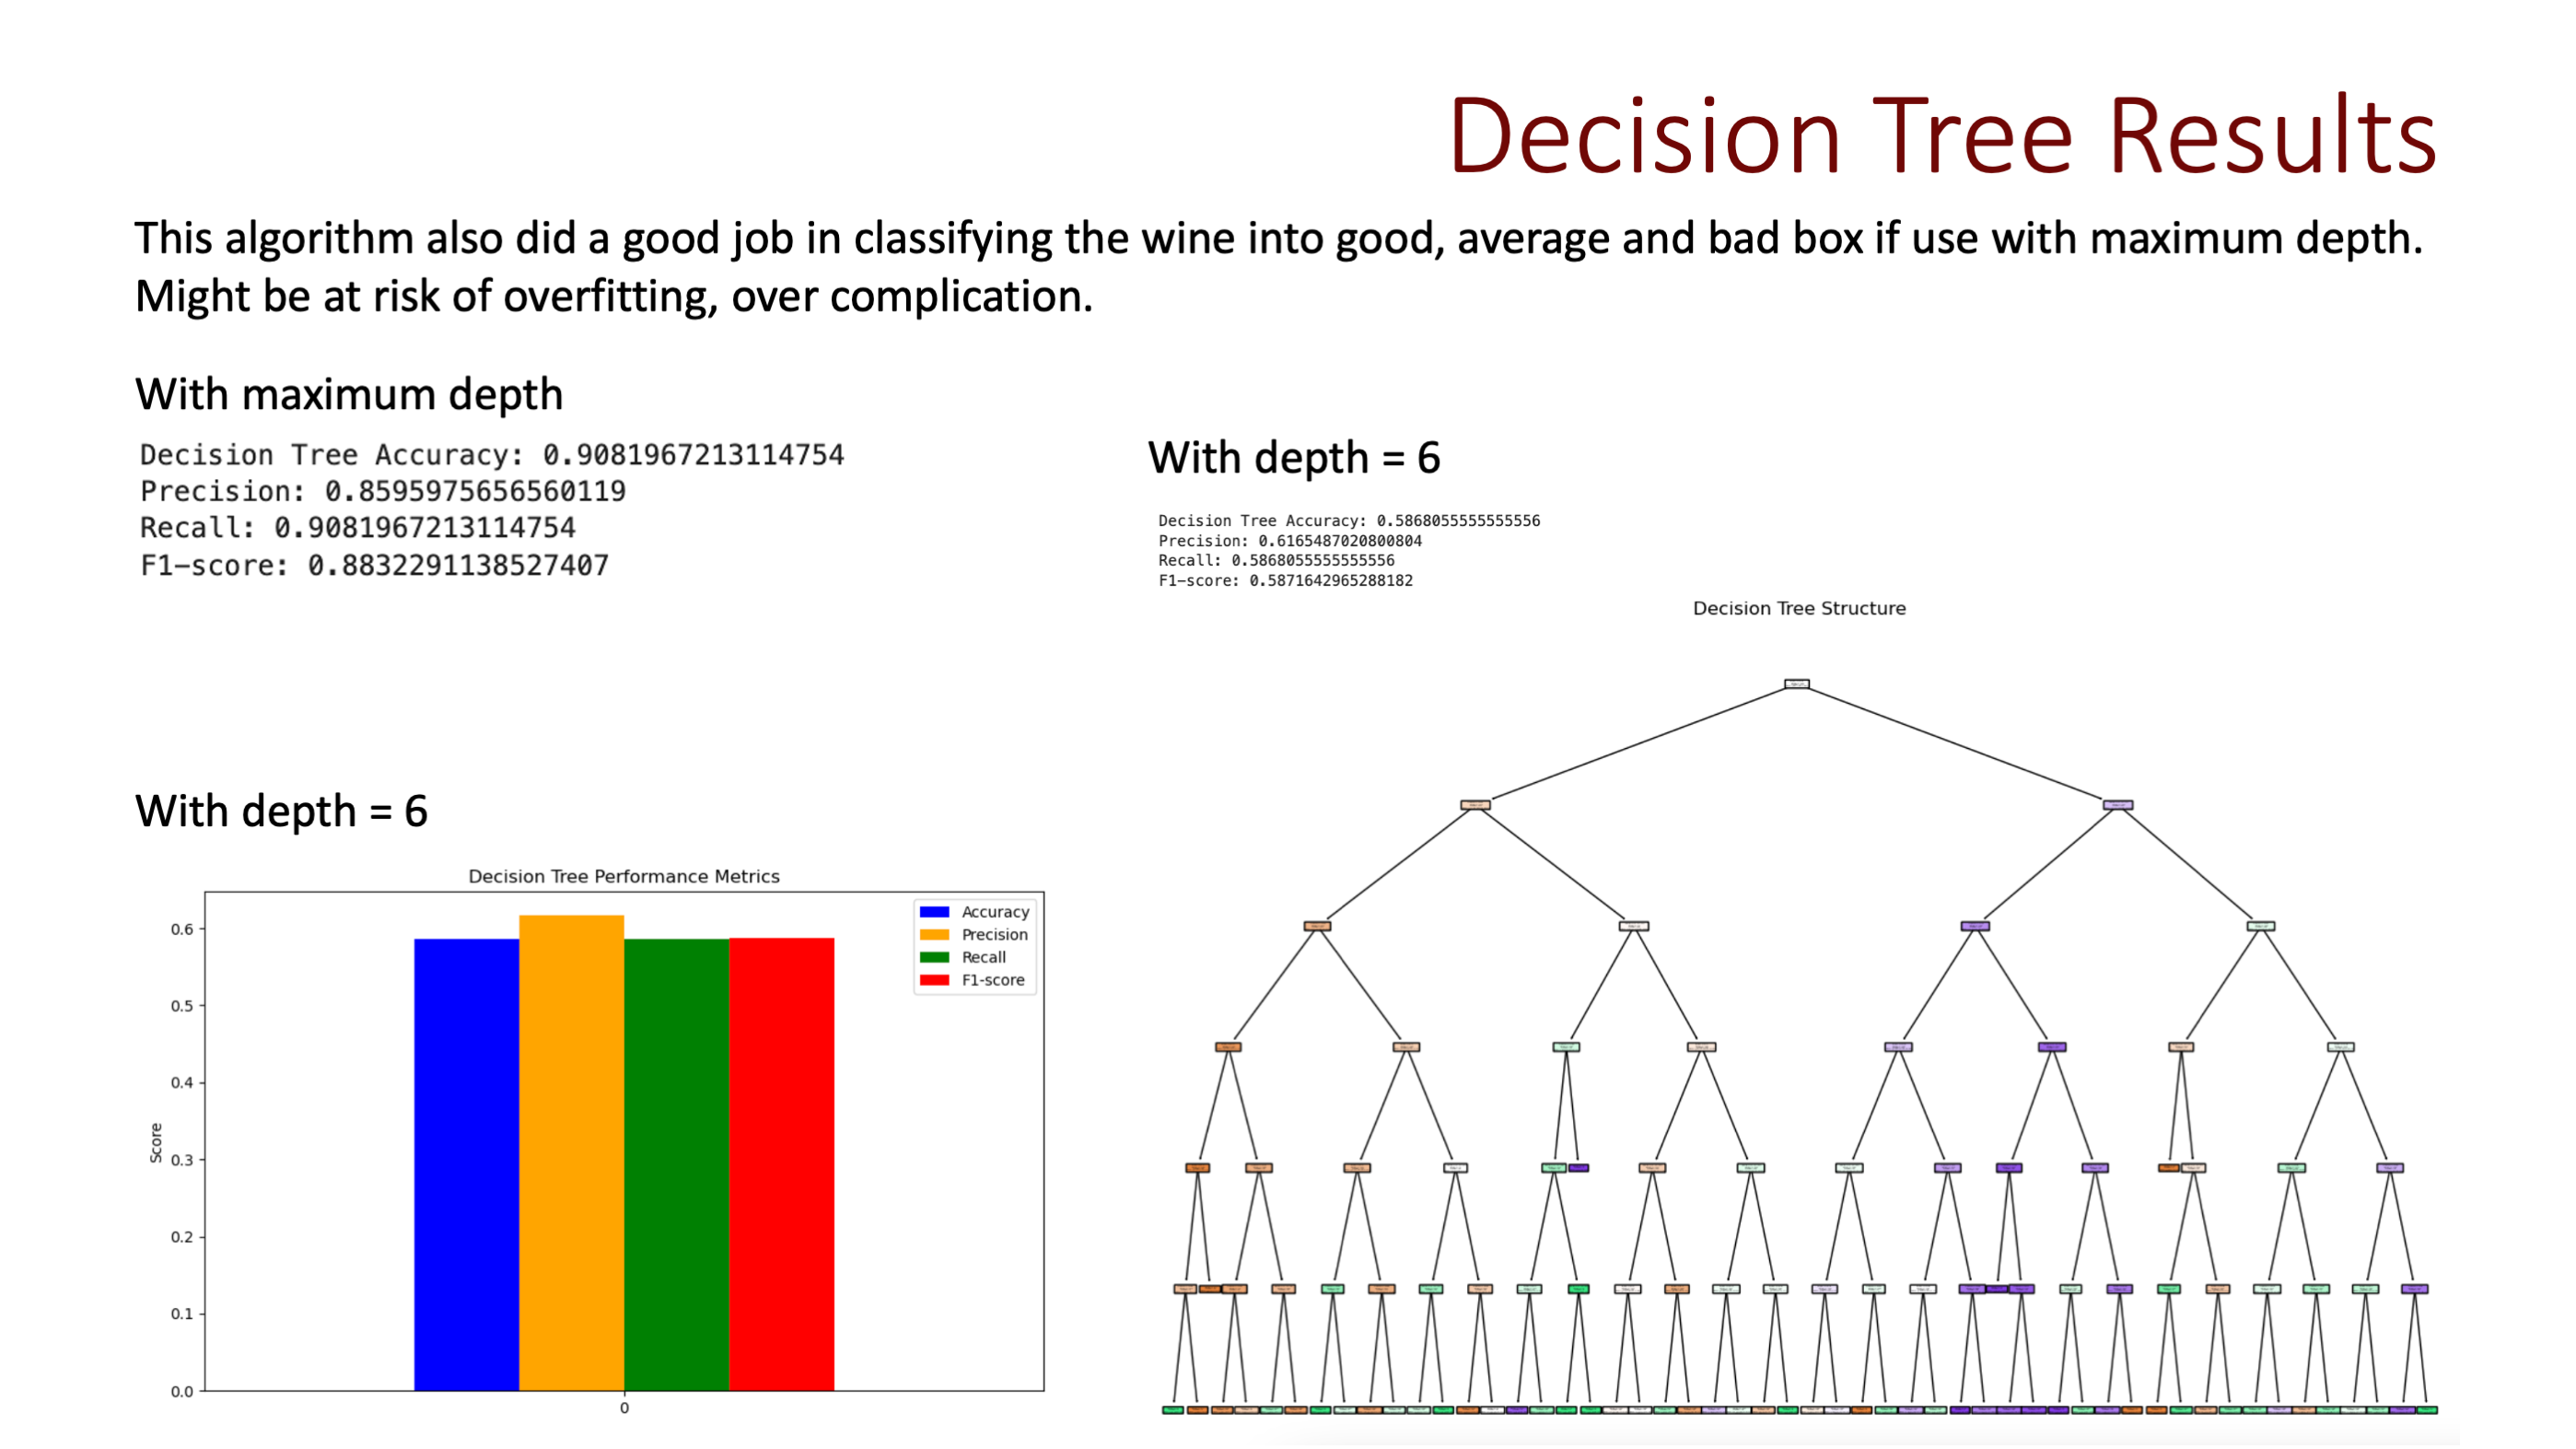 Decision Tree Results
This algorithm also did a good job in classifying the wine into good, average and bad box if use with maximum depth.
Might be at risk of overfitting, over complication.
With maximum depth
Decision Tree Accuracy: 0.9081967213114754
Precision: 0.8595975656560119
Recall: 0.9081967213114754
F1-score: 0.8832291138527407
With depth = 6
Decision Tree Accuracy: 0.5868055555555556
Precision: 0.6165487020800804
Recall: 0.5868055555555556
F1-score: 0.5871642965288182
Decision Tree Structure
With depth = 6
Decision Tree Performance Metrics
Accuracy
Precision
Recall
F1-score
Score
0.6
0.5
0.4
0.3
0.2
0.1
0.0
0